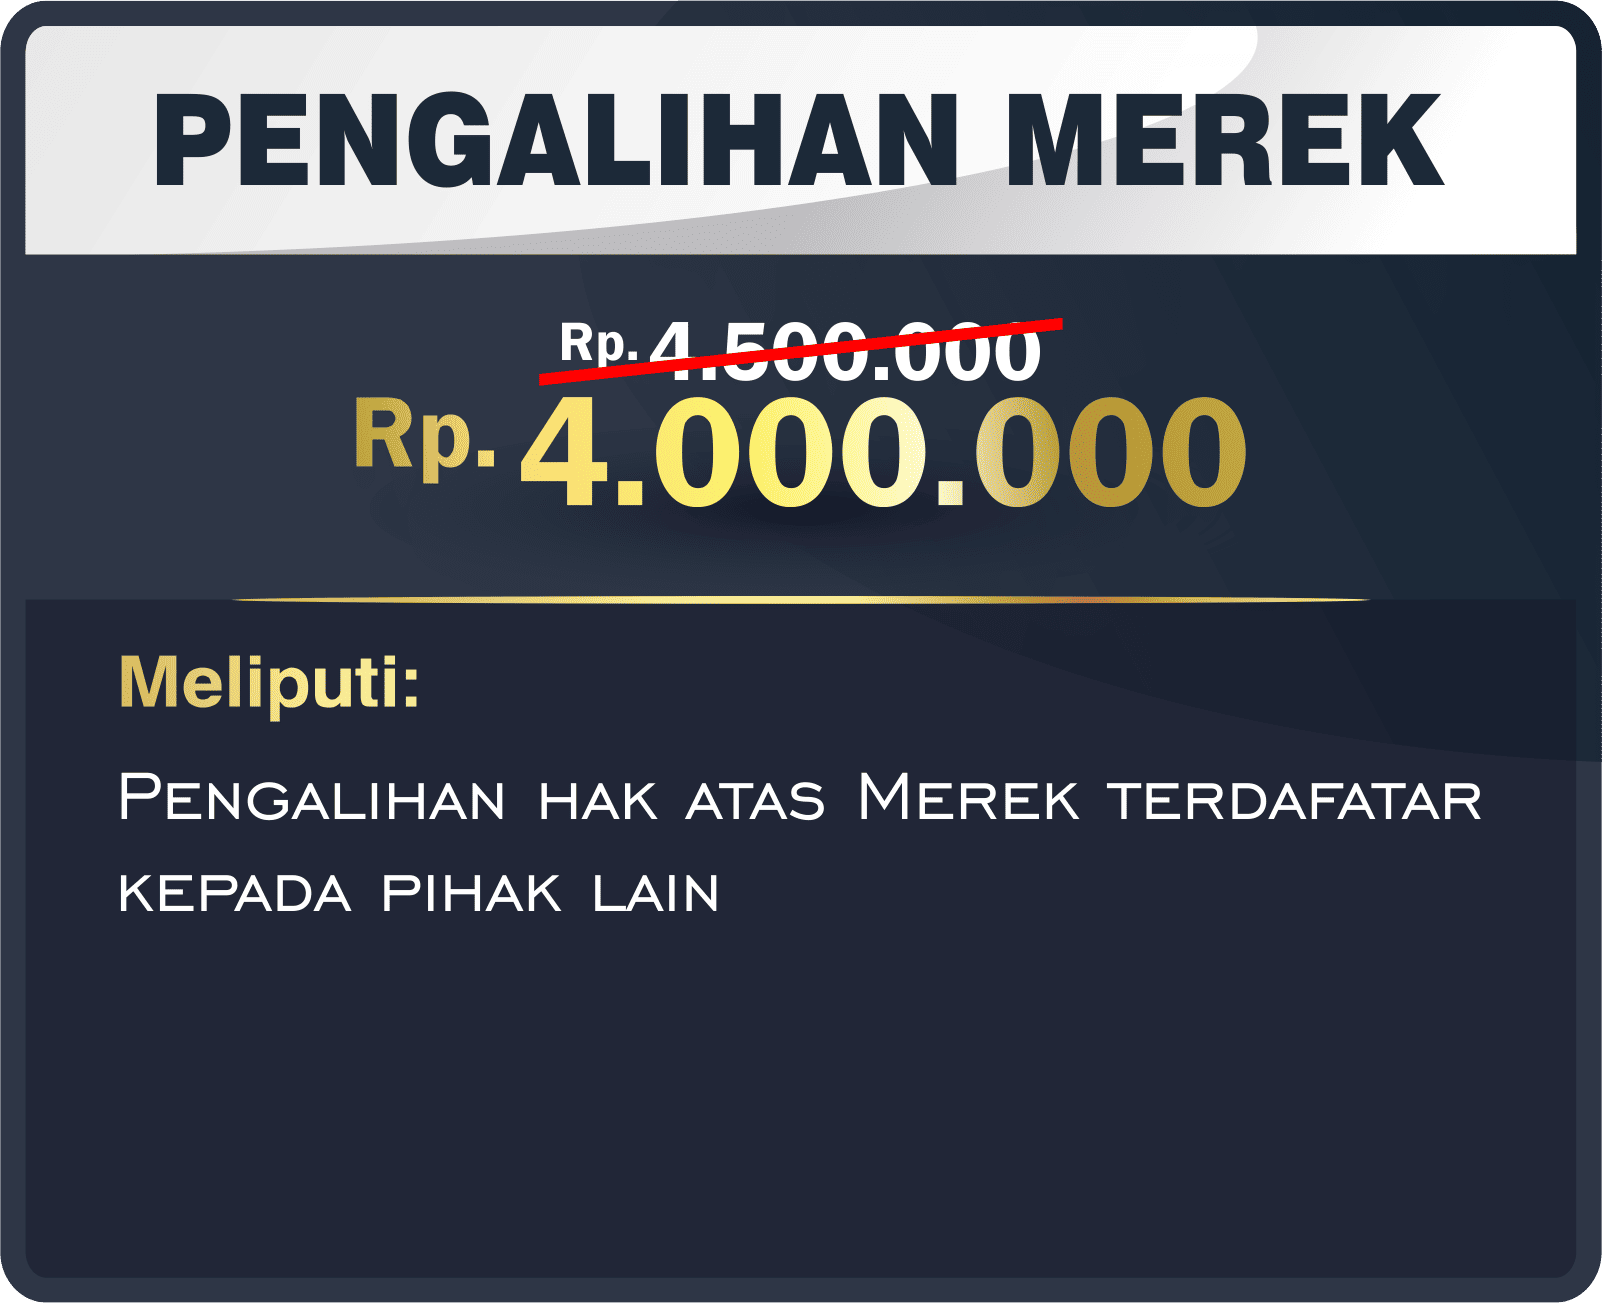 PENGALIHAN MEREK
Rp. 4.500.000
Rp. 4.000.000
Meliputi:
Pengalihan hak atas Merek terdafatar
kepada pihak lain